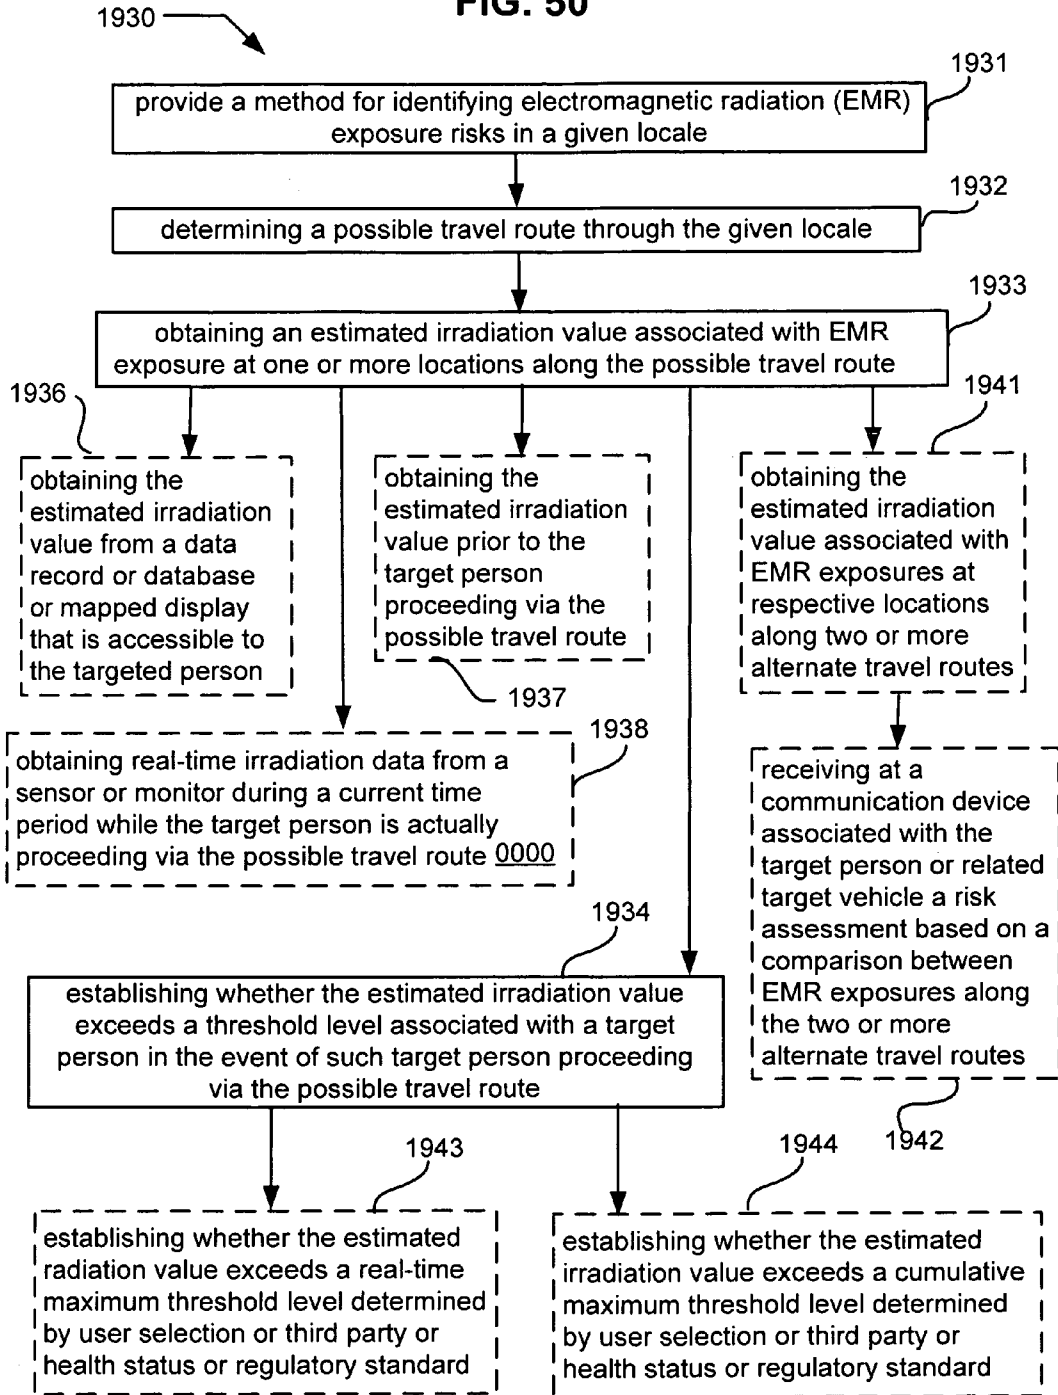 FIG. 50
1930
1931
provide a method for identifying electromagnetic radiation (EMR)
exposure risks in a given locale
1932
determining a possible travel route through the given locale
1933
obtaining an estimated irradiation value associated with EMR
exposure at one or more locations along the possible travel route
1936
obtaining the
estimated irradiation
value from a data
record or database
or mapped display
that is accessible to
the targeted person
obtaining the
estimated irradiation
value prior to the
target person
proceeding via the
possible travel route
1937
1941
obtaining the
estimated irradiation
value associated with
EMR exposures at
respective locations
along two or more
alternate travel routes
1938
obtaining real-time irradiation data from a
sensor or monitor during a current time
period while the target person is actually
proceeding via the possible travel route 0000
receiving at a
communication device
associated with the
target person or related
target vehicle a risk
assessment based on a
comparison between
EMR exposures along
the two or more
alternate travel routes
1942
1934
establishing whether the estimated irradiation value
exceeds a threshold level associated with a target
person in the event of such target person proceeding
via the possible travel route
1943
establishing whether the estimated
radiation value exceeds a real-time
maximum threshold level determined
by user selection or third party or
health status or regulatory standard
1944
establishing whether the estimated
irradiation value exceeds a cumulative
maximum threshold level determined
by user selection or third party or
health status or regulatory standard